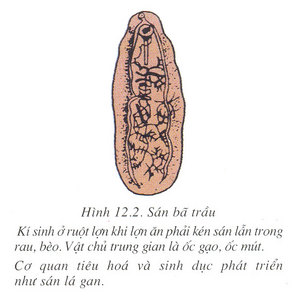 Hình 12.2. Sán bã trầu
Kí sinh ở ruột lợn khi lợn ăn phải kén sán lẫn trong
rau, bèo. Vật chủ trung gian là ốc gạo, ốc mút.
Cơ quan tiêu hoá và sinh dục phát triển
như sán lá gan.